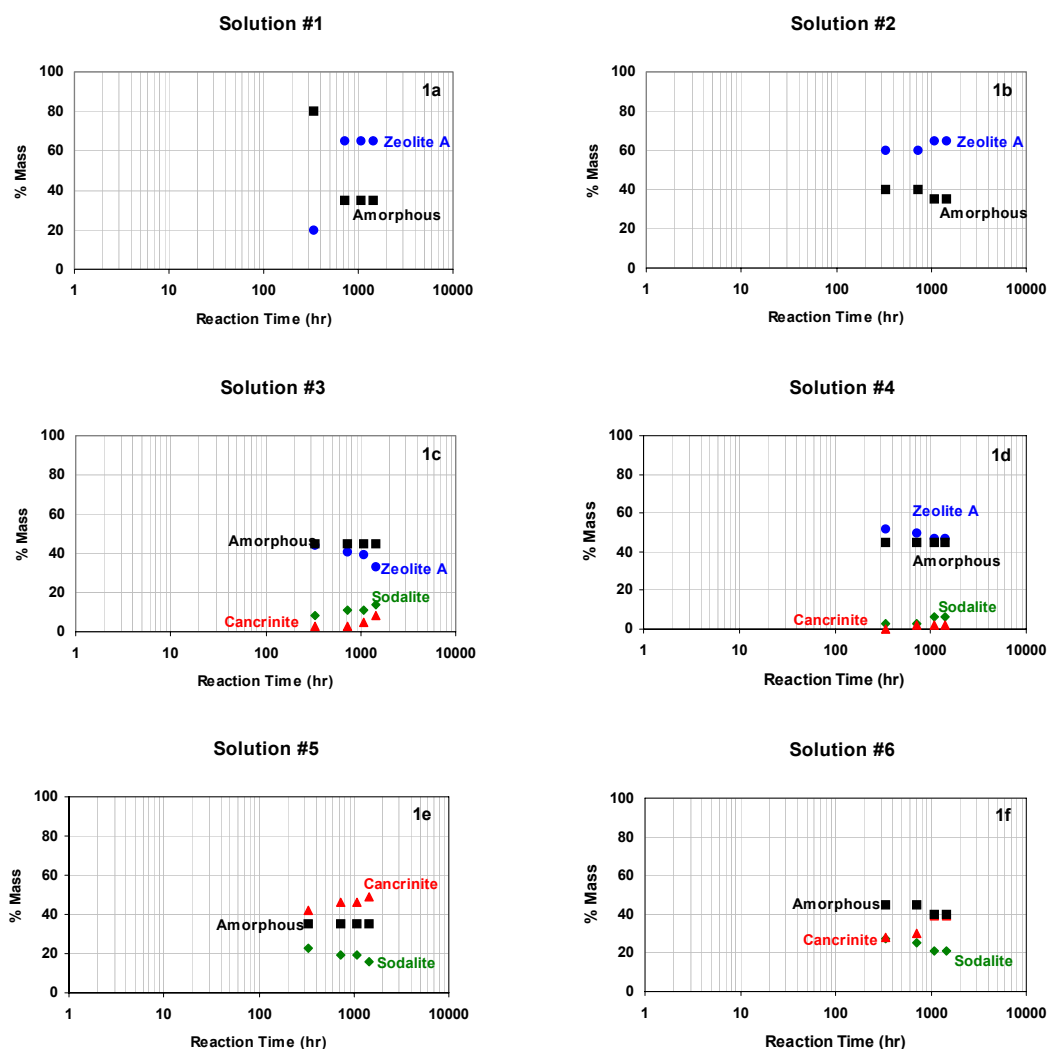 Solution #1
Solution #2
100
80
60
40
20
0
% Mass
1a
Zeolite A
Amorphous
1 10 100 1000 10000
Reaction Time (hr)
100
80
60
40
20
0
% Mass
1b
Zeolite A
Amorphous
1 10 100 1000 10000
Reaction Time (hr)
Solution #3
Solution #4
100
80
60
40
20
0
% Mass
1c
Amorphous
Zeolite A
Sodalite
Cancrinite
1 10 100 1000 10000
Reaction Time (hr)
100
80
60
40
20
0
% Mass
1d
Zeolite A
Amorphous
Sodalite
Cancrinite
1 10 100 1000 10000
Reaction Time (hr)
Solution #5
Solution #6
100
80
60
40
20
0
% Mass
1e
Cancrinite
Amorphous
Sodalite
1 10 100 1000 10000
Reaction Time (hr)
100
80
60
40
20
0
% Mass
1f
Amorphous
Cancrinite
Sodalite
1 10 100 1000 10000
Reaction Time (hr)